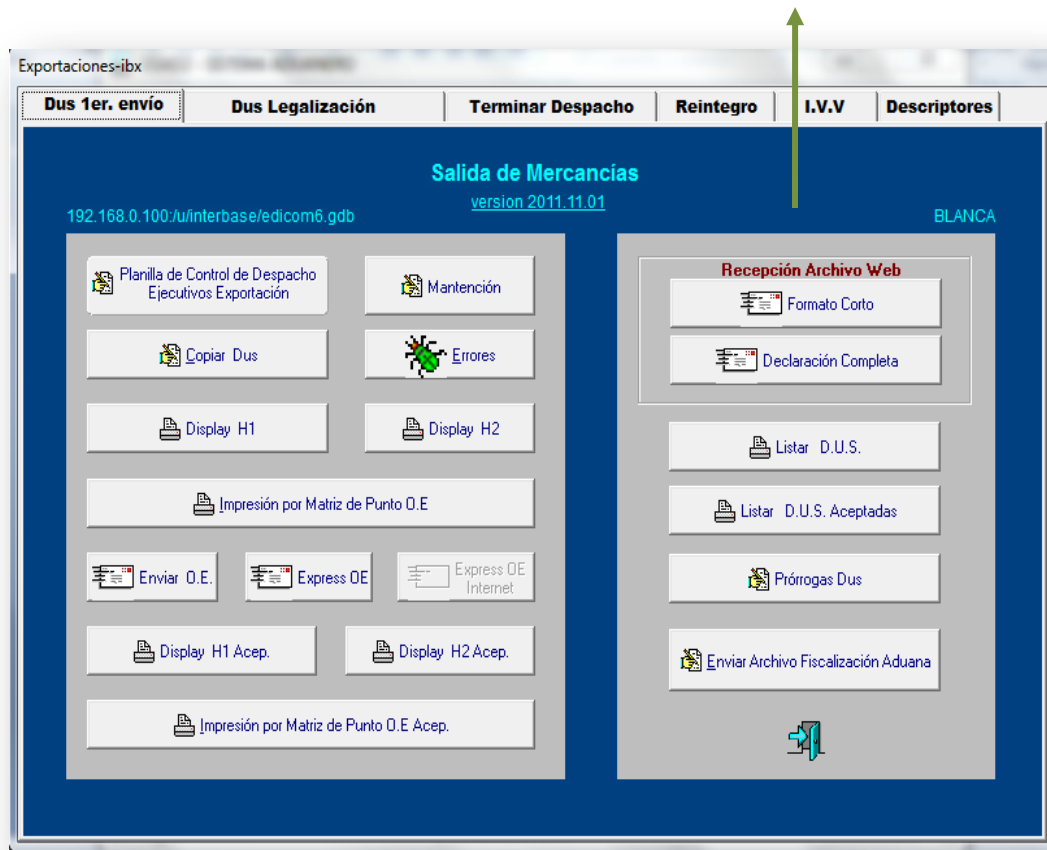 Exportaciones-ibx
Dus 1er. envío
Dus Legalización
Terminar Despacho
Reintegro
I.V.V
Descriptores
Salida de Mercancías
version 2011.11.01
192.168.0.100:/u/interbase/edicom6.gdb
BLANCA
Planilla de Control de Despacho
Ejecutivos Exportación
Mantención
Copiar Dus
Errores
Display H1
Display H2
Impresión por Matriz de Punto O.E
Enviar O.E.
Express OE
Express OE
Internet
Display H1 Acep.
Display H2 Acep.
Impresión por Matriz de Punto O.E Acep.
Recepción Archivo Web
Formato Corto
Declaración Completa
Listar D.U.S.
Listar D.U.S. Aceptadas
Prórrogas Dus
Enviar Archivo Fiscalización Aduana